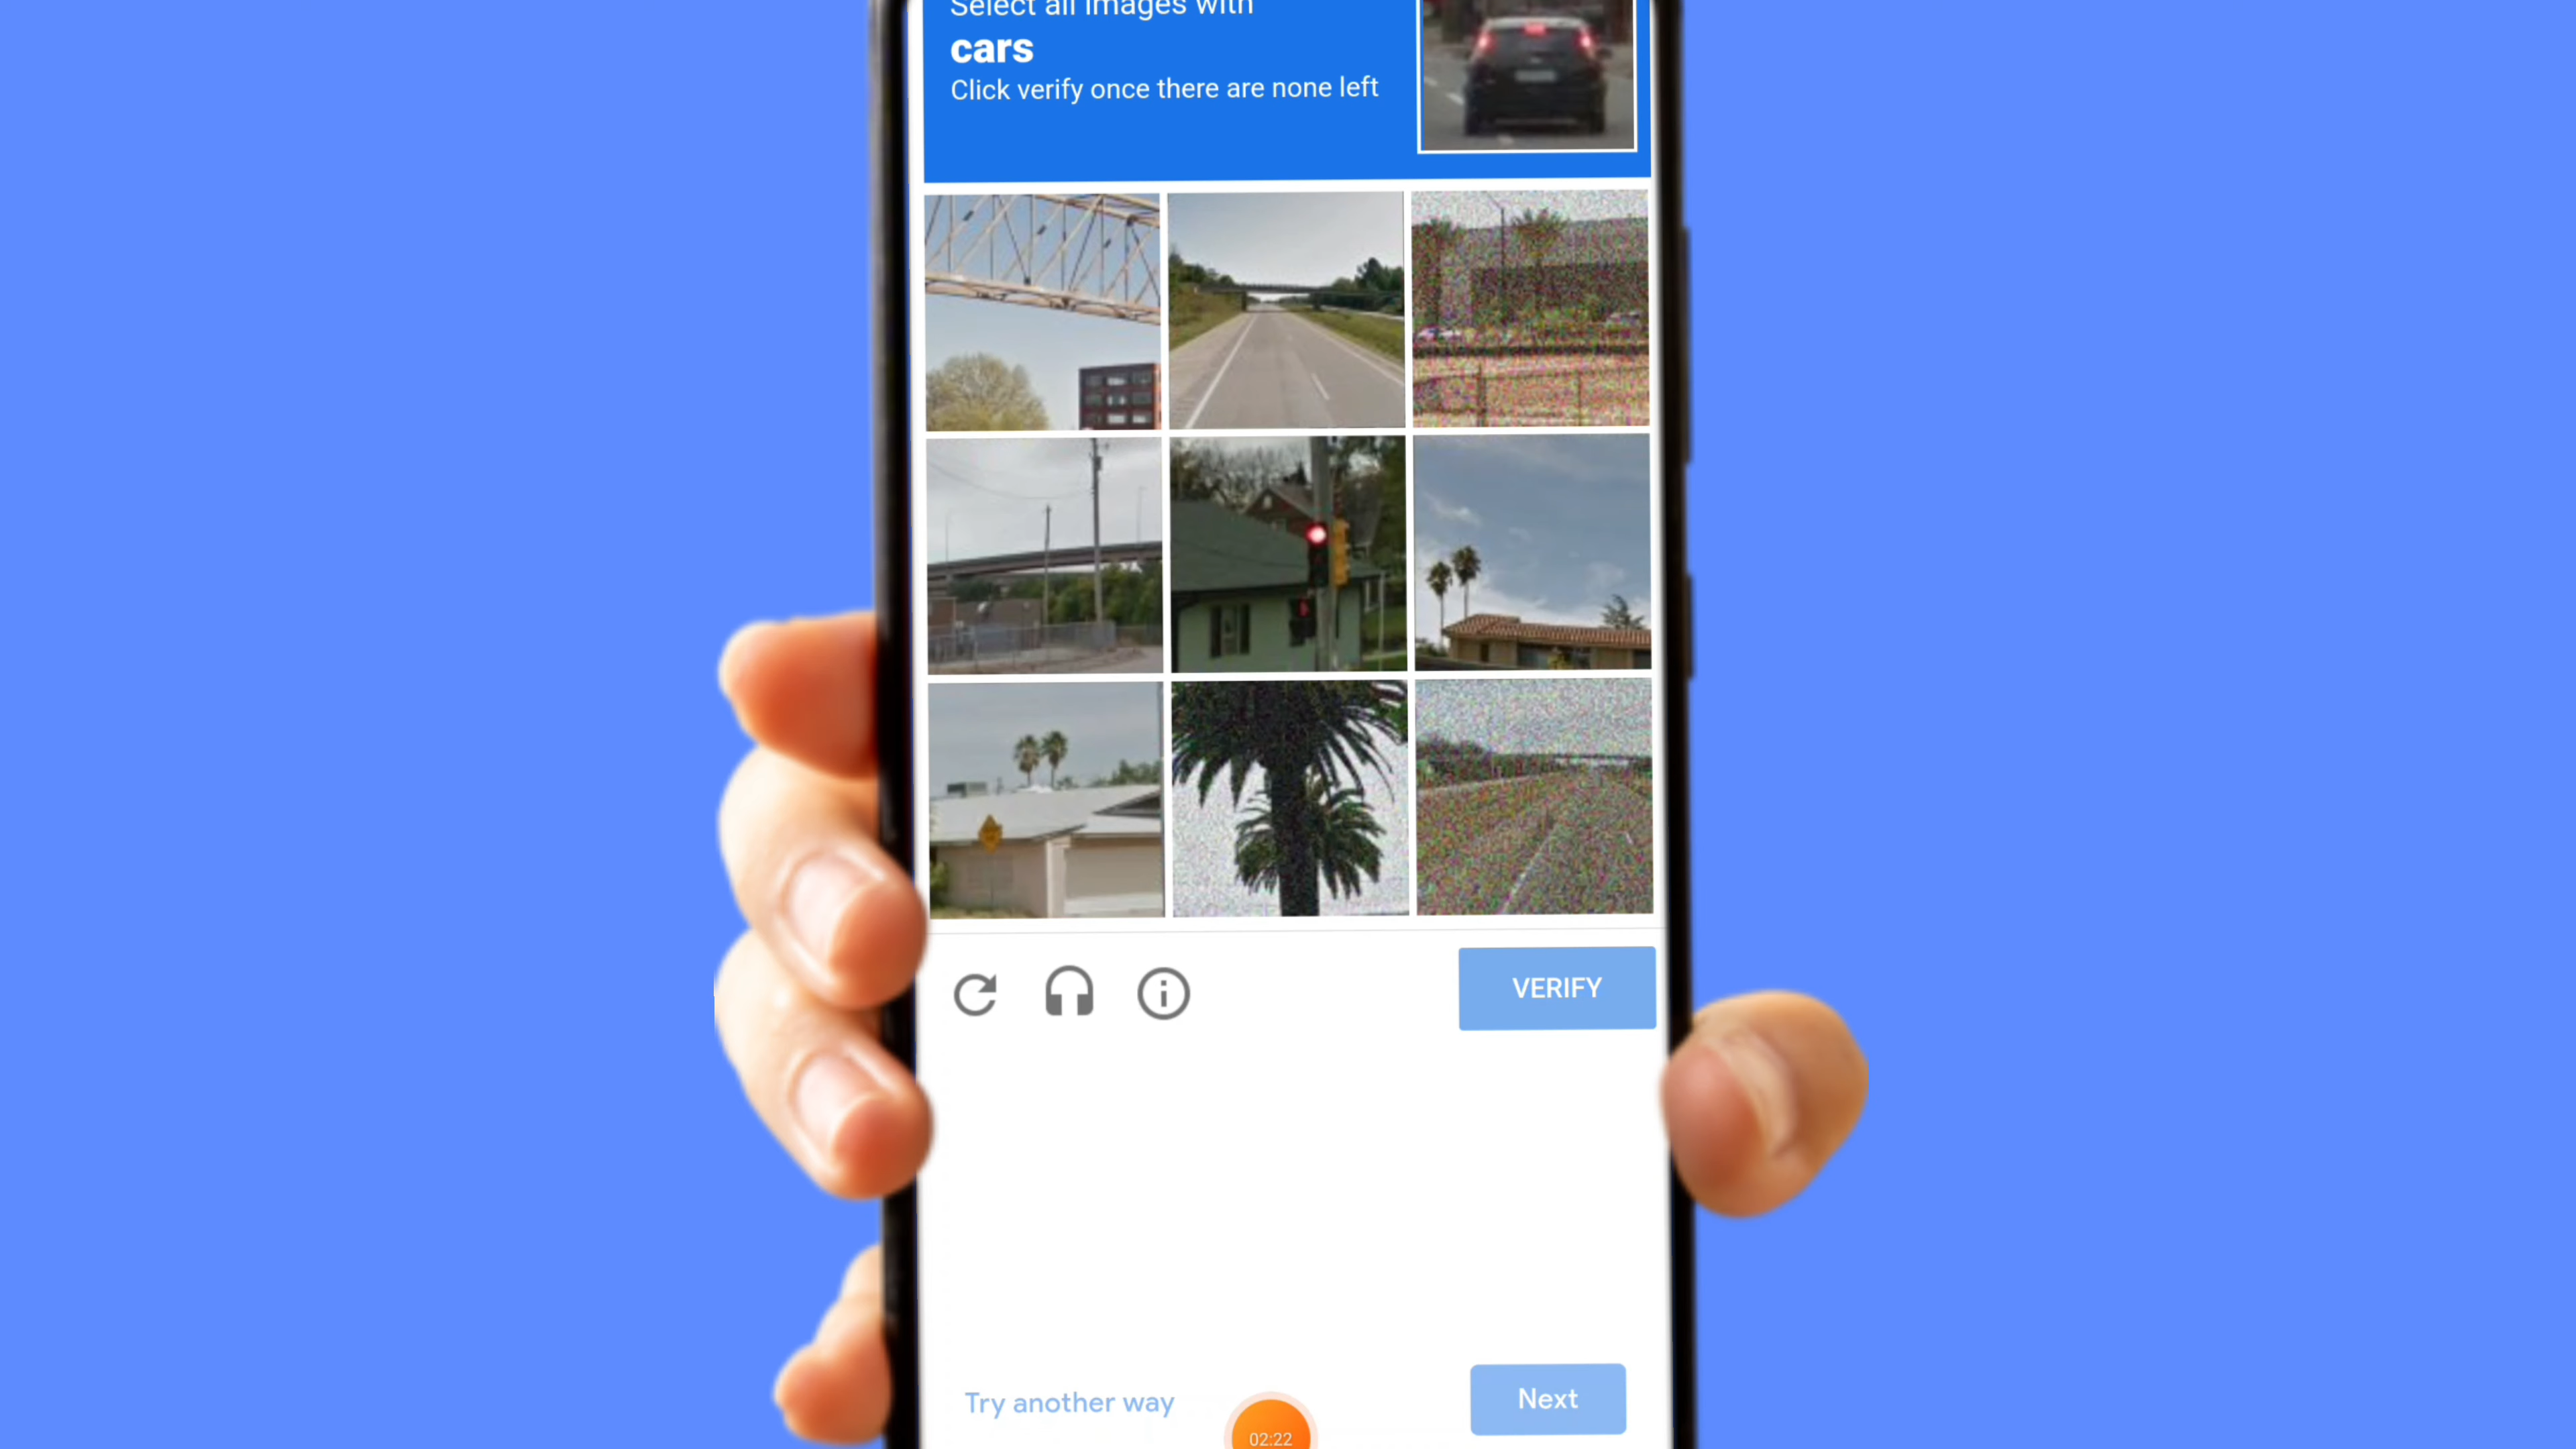 Select all images with
cars
Click verify once there are none left
VERIFY
Try another way
Next
02:22